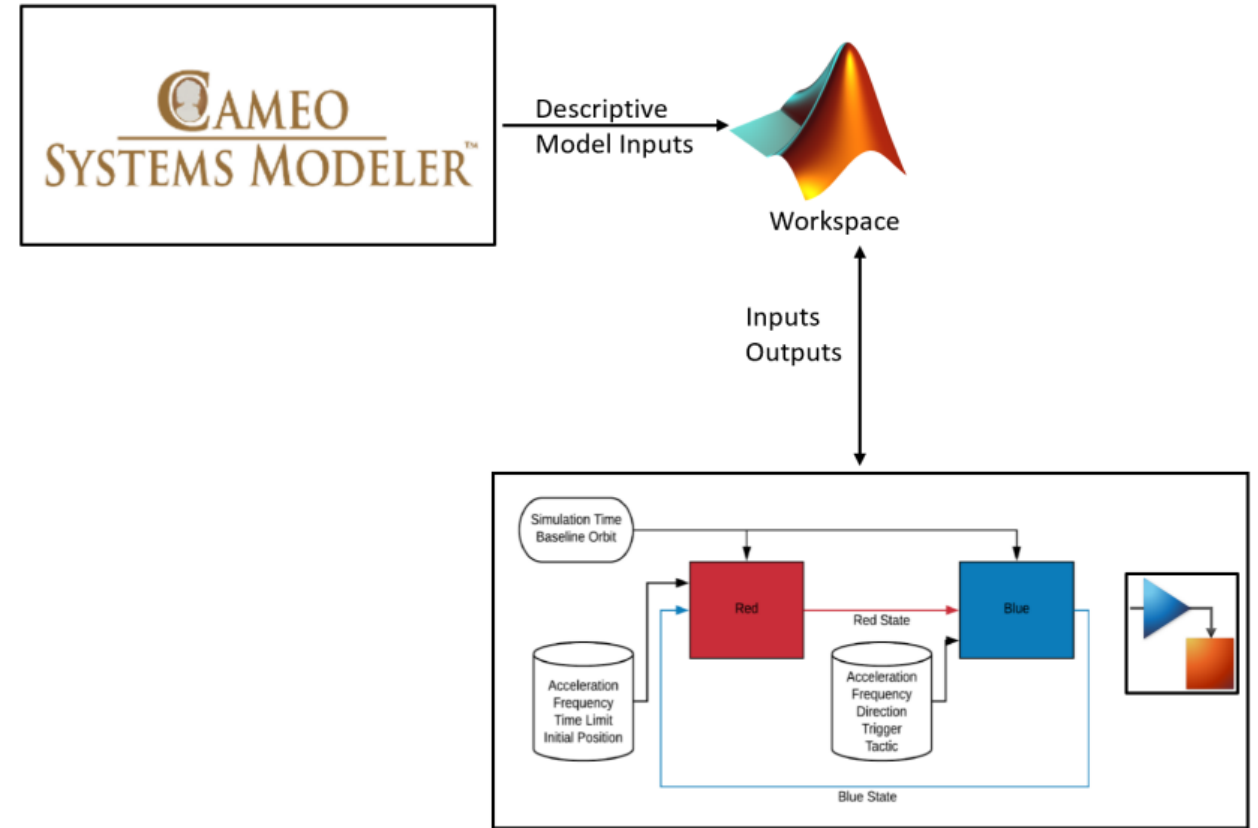 CAMEO
SYSTEMS MODELER™
Descriptive
Model Inputs
Workspace
Inputs
Outputs
Simulation Time
Baseline Orbit
Red
Blue
Red State
Acceleration
Frequency
Time Limit
Initial Position
Acceleration
Frequency
Direction
Trigger
Tactic
Blue State